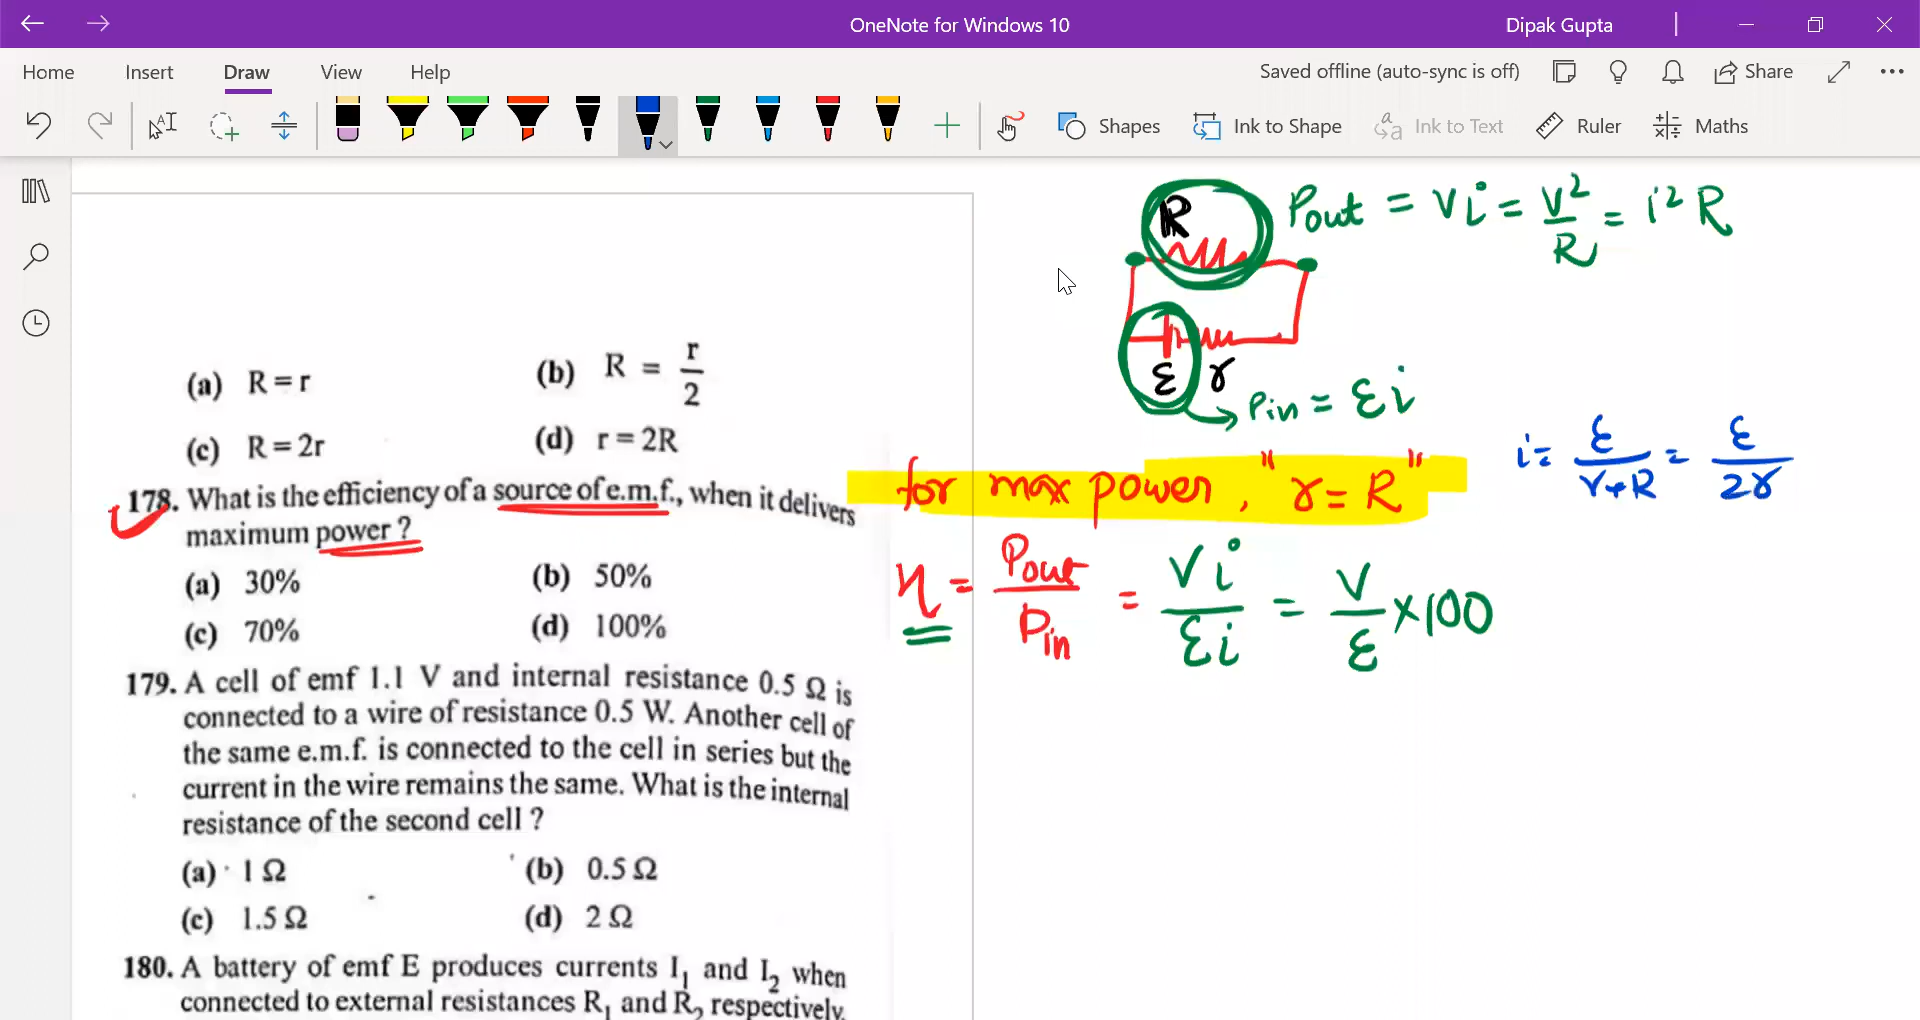 OneNote for Windows 10
Dipak Gupta
Home Insert Draw View Help
Saved offline (auto-sync is off) Share
Shapes Ink to Shape Ink to Text Ruler Maths
(a) R = r (b) R = r/2
(c) R = 2r (d) r = 2R
178. What is the efficiency of a source of e.m.f., when it delivers
maximum power ?
(a) 30% (b) 50%
(c) 70% (d) 100%
179. A cell of emf 1.1 V and internal resistance 0.5 Ω is
connected to a wire of resistance 0.5 W. Another cell of
the same e.m.f. is connected to the cell in series but the
current in the wire remains the same. What is the internal
resistance of the second cell ?
(a) 1 Ω (b) 0.5 Ω
(c) 1.5 Ω (d) 2 Ω
180. A battery of emf E produces currents I₁ and I₂ when
connected to external resistances R₁ and R₂ respectively.
R
Pout = Vi = V²/R = i²R
ε r
Pin = εi
i = ε/r+R = ε/2r
for max power, "r = R"
η = Pout/Pin = Vi/εi = V/ε × 100